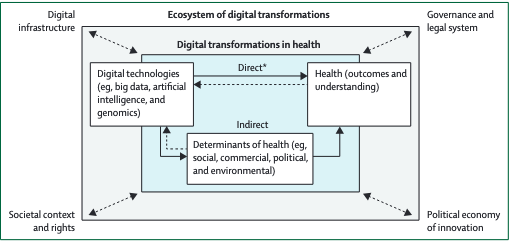 Digital
infrastructure
Ecosystem of digital transformations
Governance and
legal system
Digital transformations in health
Digital technologies
(eg, big data, artificial
intelligence, and
genomics)
Direct*
Health (outcomes and
understanding)
Indirect
Determinants of health (eg,
social, commercial, political,
and environmental)
Societal context
and rights
Political economy
of innovation